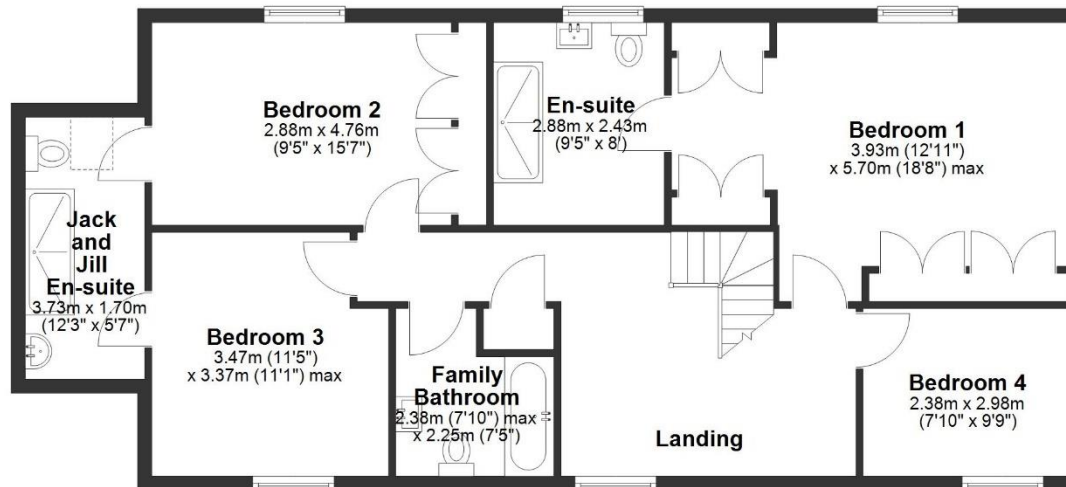 Bedroom 2
2.88m x 4.76m
(9'5" x 15'7")
En-suite
2.88m x 2.43m
(9'5" x 8')
Bedroom 1
3.93m (12'11")
x 5.70m (18'8") max
Jack
and
Jill
En-suite
3.73m x 1.70m
(12'3" x 5'7")
Bedroom 3
3.47m (11'5")
x 3.37m (11'1") max
Family
Bathroom
2.38m (7'10") max
x 2.25m (7'5")
Landing
Bedroom 4
2.38m x 2.98m
(7'10" x 9'9")